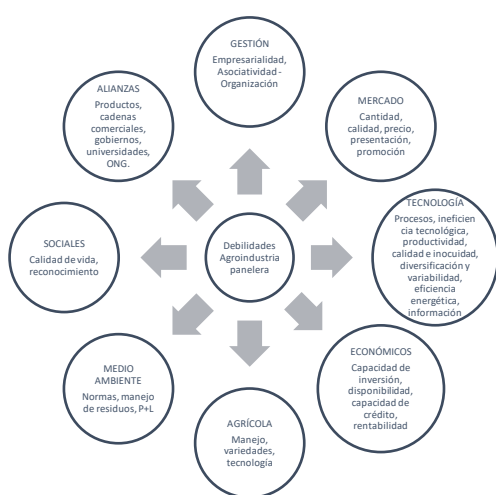 GESTIÓN
Empresarialidad,
Asociatividad -
Organización
MERCADO
Cantidad,
calidad, precio,
presentación,
promoción
TECNOLOGÍA
Procesos, ineficien
cia tecnológica,
productividad,
calidad e inocuidad,
diversificación y
variabilidad,
eficiencia
energética,
información
ECONÓMICOS
Capacidad de
inversión,
disponibilidad,
capacidad de
crédito,
rentabilidad
AGRÍCOLA
Manejo,
variedades,
tecnología
MEDIO
AMBIENTE
Normas, manejo
de residuos, P+L
SOCIALES
Calidad de vida,
reconocimiento
ALIANZAS
Productos,
cadenas
comerciales,
gobiernos,
universidades,
ONG.
Debilidades
Agroindustria
panelera